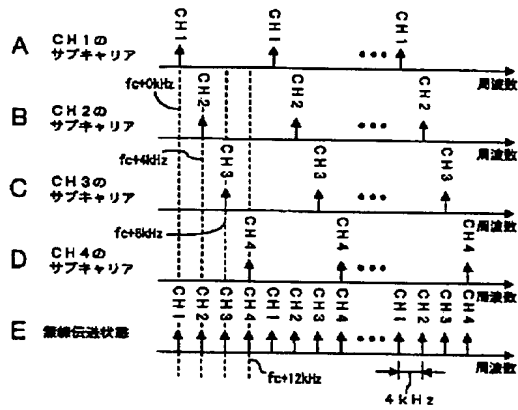 A CH1の サブキャリア CH1 CH1 ••• CH1 周波数
fc+0kHz
B CH2の サブキャリア CH2 CH2 ••• CH2 周波数
fc+4kHz
C CH3の サブキャリア CH3 CH3 ••• CH3 周波数
fc+8kHz
D CH4の サブキャリア CH4 CH4 ••• CH4 周波数
E 無線伝送状態 CH1 CH2 CH3 CH4 CH1 CH2 CH3 CH4 ••• CH1 CH2 CH3 CH4 周波数
fc+12kHz
4kHz